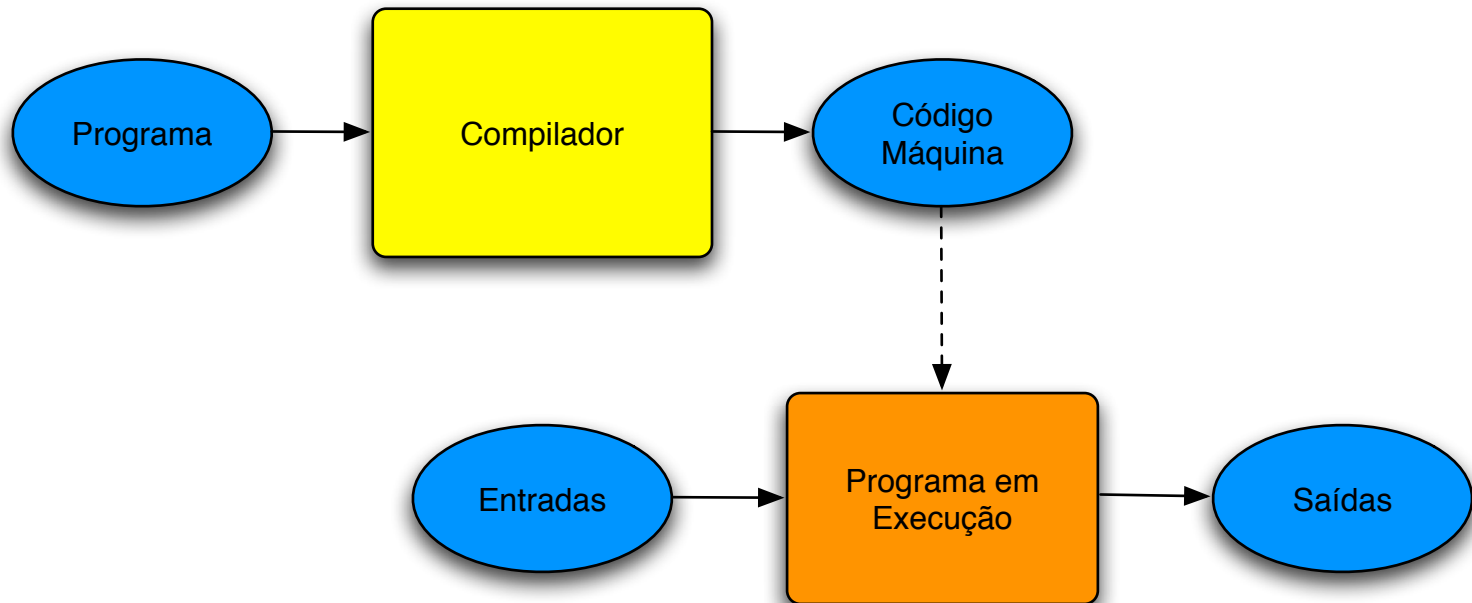 Programa
Compilador
Código
Máquina
Entradas
Programa em
Execução
Saídas